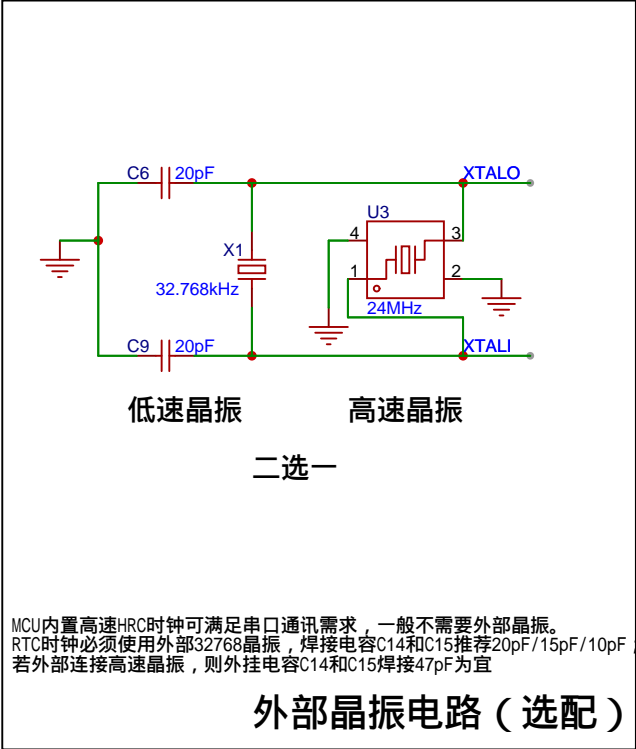 C6 20pF
XTALO
U3
4 3
X1
1 2
32.768kHz
24MHz
C9 20pF
XTALI
低速晶振 高速晶振
二选一
MCU内置高速HRC时钟可满足串口通讯需求，一般不需要外部晶振。
RTC时钟必须使用外部32768晶振，焊接电容C14和C15推荐20pF/15pF/10pF；
若外部连接高速晶振，则外挂电容C14和C15焊接47pF为宜
外部晶振电路（选配）